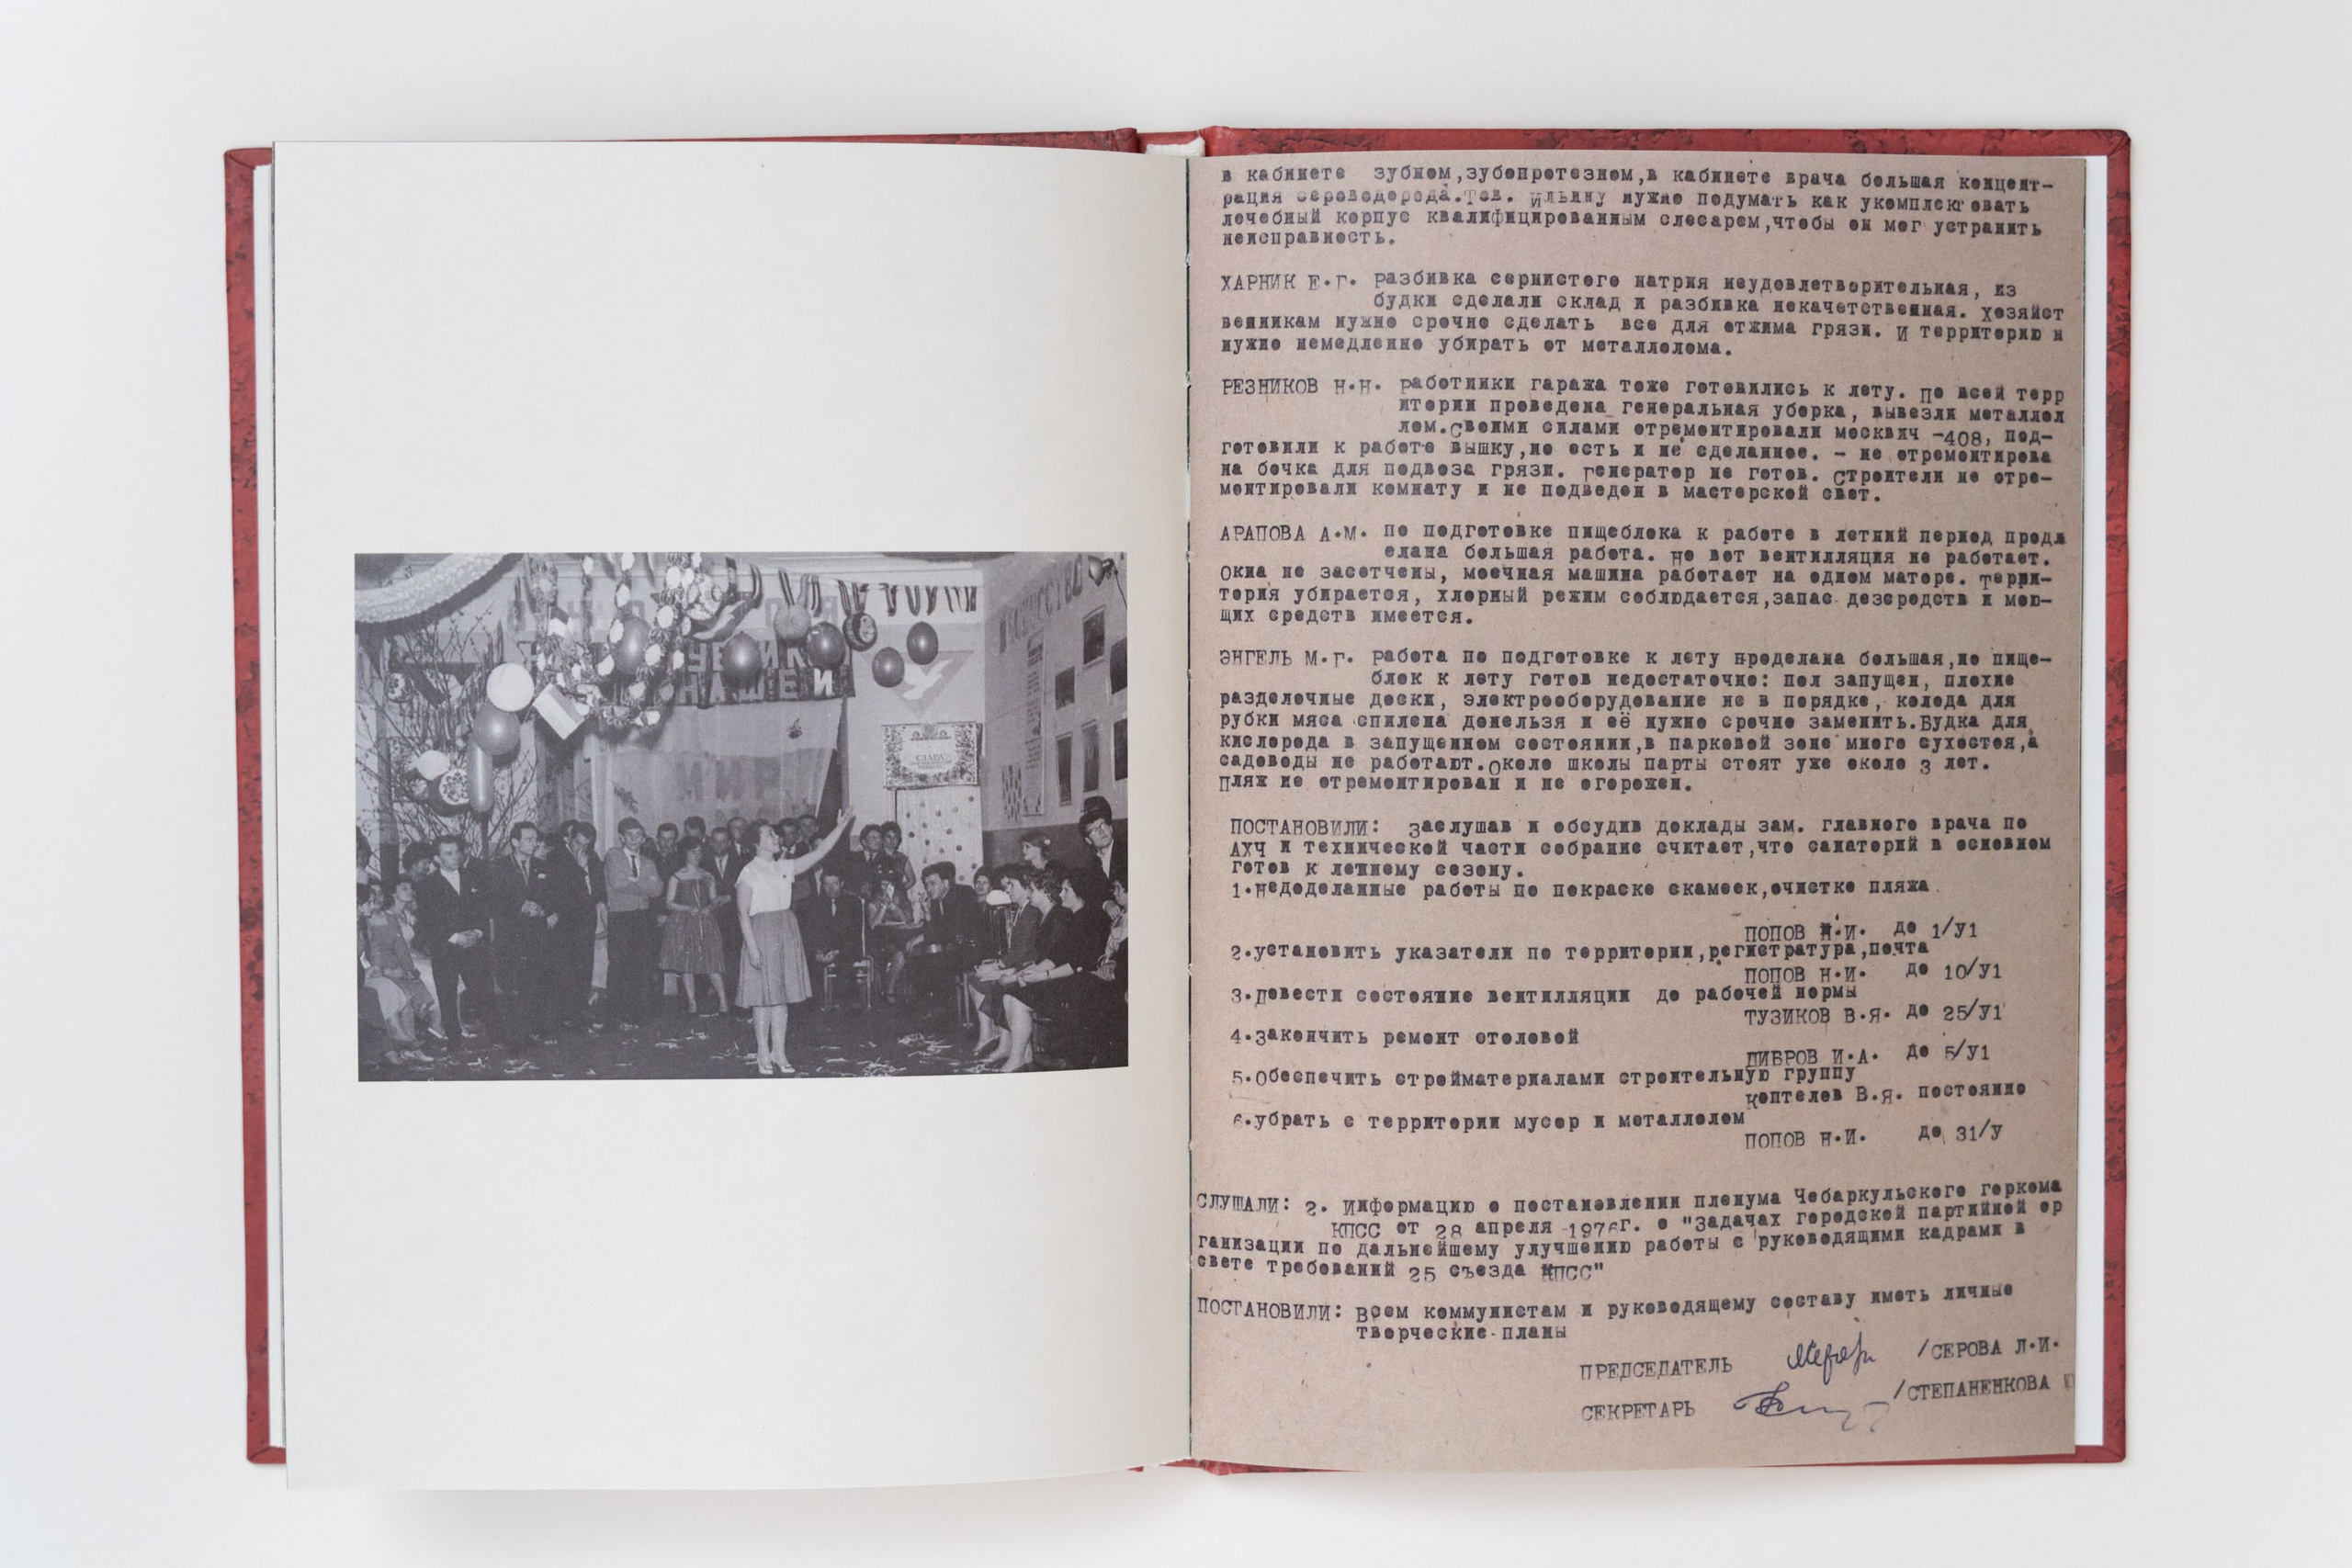 УЧЕНИКИ
НАШЕЙ
ИСКУССТВО
МИРУ
СЛАВА
в кабинете зубном,зубопротезном,в кабинете врача большая концент-
рация сероводорода.Тов. Ильину нужно подумать как укомплектовать
лечебный корпус квалифицированным слесарем,чтобы он мог устранить
неисправность.
ХАРНИК Е.Г. Разбивка сернистого натрия неудовлетворительная, из
будки сделали склад и разбивка некачетственная. Хозяйст
венникам нужно срочно сделать все для отжима грязи. И территорию н
нужно немедленно убирать от металлолома.
РЕЗНИКОВ Н.Н. Работники гаража тоже готовились к лету. По всей терр
итории проведена генеральная уборка, вывезли металлол
лом.Своими силами отремонтировали москвич -408, под-
готовили к работе вышку,но есть и не сделанное. - не отремонтирова
на бочка для подвоза грязи. Генератор не готов. Строители не отре-
монтировали комнату и не подведен в мастерской свет.
АРАПОВА А.М. по подготовке пищеблока к работе в летний период продл
елана большая работа. Но вот вентилляция не работает.
Окна не засетчены, моечная машина работает на одном маторе. Терри-
тория убирается, хлорный режим соблюдается,запас дезсредств и мою-
щих средств имеется.
ЭНГЕЛЬ М.Г. Работа по подготовке к лету проделана большая,но пище-
блок к лету готов недостаточно: пол запущен, плохие
разделочные доски, электрооборудование не в порядке, колода для
рубки мяса спилена донельзя и её нужно срочно заменить.Будка для
кислорода в запущенном состоянии,в парковой зоне много сухостоя,а
садоводы не работают.Около школы парты стоят уже около 3 лет.
Пляж не отремонтирован и не огорожен.
ПОСТАНОВИЛИ: Заслушав и обсудив доклады зам. главного врача по
АХЧ и технической части собрание считает,что санаторий в основном
готов к летнему сезону.
1.Недоделанные работы по покраске скамеек,очистке пляжа
ПОПОВ Н.И. до 1/У1
2.установить указатели по территории,регистратура,почта
ПОПОВ Н.И. до 10/У1
3.Довести состояние вентилляции до рабочей нормы
ТУЗИКОВ В.Я. до 25/У1
4.Закончить ремонт столовой
ДИБРОВ И.А. до 5/У1
5.Обеспечить стройматериалами строительную группу
Коптелов В.Я. постоянно
6.убрать с территории мусор и металлолом
ПОПОВ Н.И. до 31/У
СЛУШАЛИ: 2. Информацию о постановлении пленума Чебаркульского горкома
КПСС от 28 апреля 1976г. о "Задачах городской партийной ор
ганизации по дальнейшему улучшению работы с руководящими кадрами в
свете требований 25 съезда КПСС"
ПОСТАНОВИЛИ: Всем коммунистам и руководящему составу иметь личные
творческие планы
ПРЕДСЕДАТЕЛЬ /СЕРОВА Л.И.
СЕКРЕТАРЬ /СТЕПАНЕНКОВА